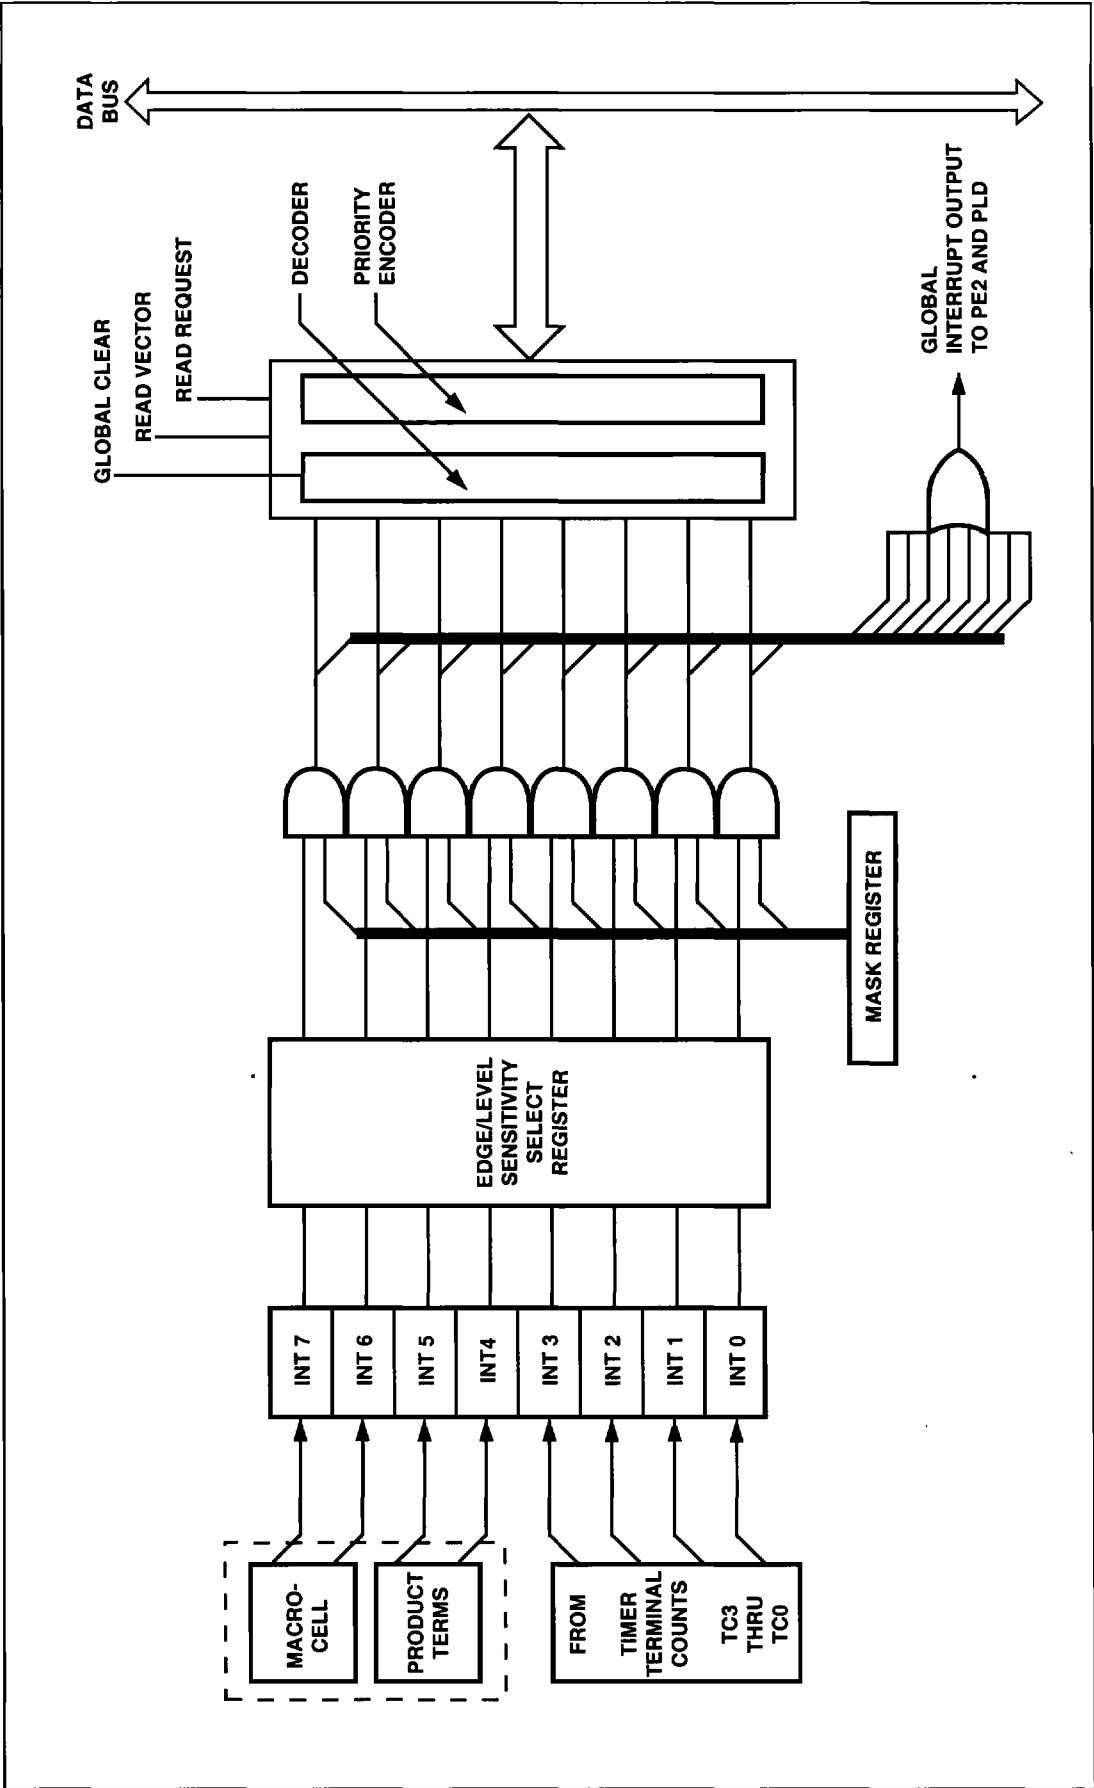 MACRO-
CELL
PRODUCT
TERMS
FROM
TIMER
TERMINAL
COUNTS
TC3
THRU
TC0
INT 7
INT 6
INT 5
INT4
INT 3
INT 2
INT 1
INT 0
EDGE/LEVEL
SENSITIVITY
SELECT
REGISTER
MASK REGISTER
GLOBAL CLEAR
READ VECTOR
READ REQUEST
DECODER
PRIORITY
ENCODER
DATA
BUS
GLOBAL
INTERRUPT OUTPUT
TO PE2 AND PLD